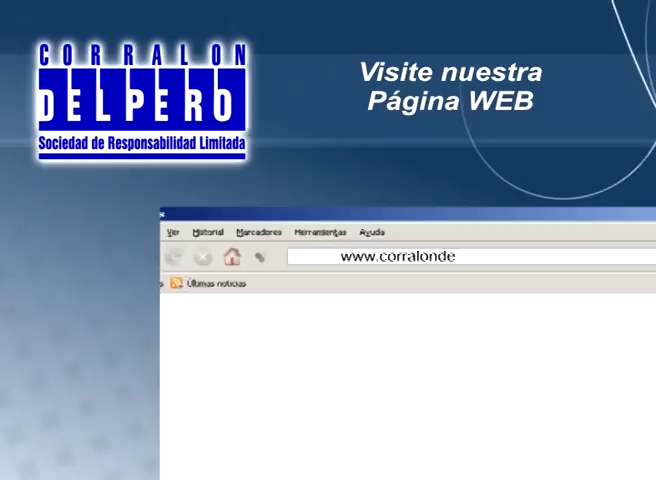 CORRALON
DELPERO
Sociedad de Responsabilidad Limitada
Visite nuestra
Página WEB
Ver Historial Marcadores Herramientas Ayuda
www.corralonde
Últimas noticias